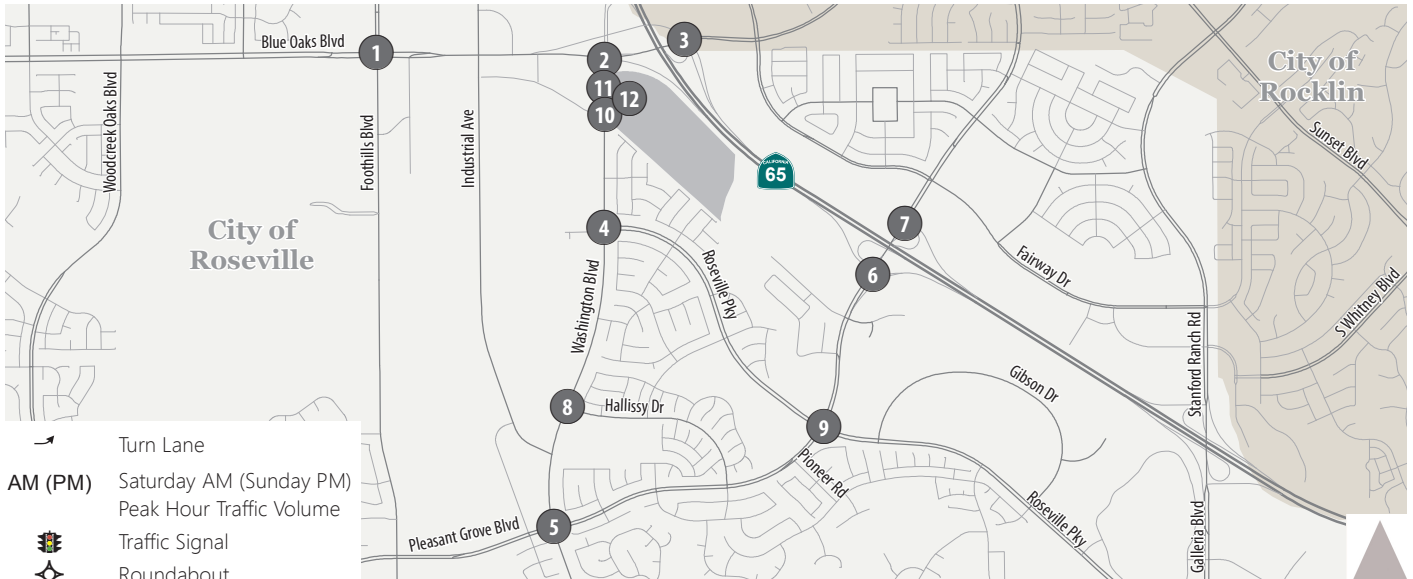 Blue Oaks Blvd
1
2
3
11
12
10
City of
Rocklin
Sunset Blvd
Woodcreek Oaks Blvd
Foothills Blvd
Industrial Ave
CALIFORNIA
65
City of
Roseville
4
7
6
Roseville Pky
Washington Blvd
Fairway Dr
S Whitney Blvd
Stanford Ranch Rd
8
Hallissy Dr
Gibson Dr
9
Pioneer Rd
Roseville Pky
Galleria Blvd
5
Pleasant Grove Blvd
Turn Lane
AM (PM) Saturday AM (Sunday PM)
Peak Hour Traffic Volume
Traffic Signal
Roundabout